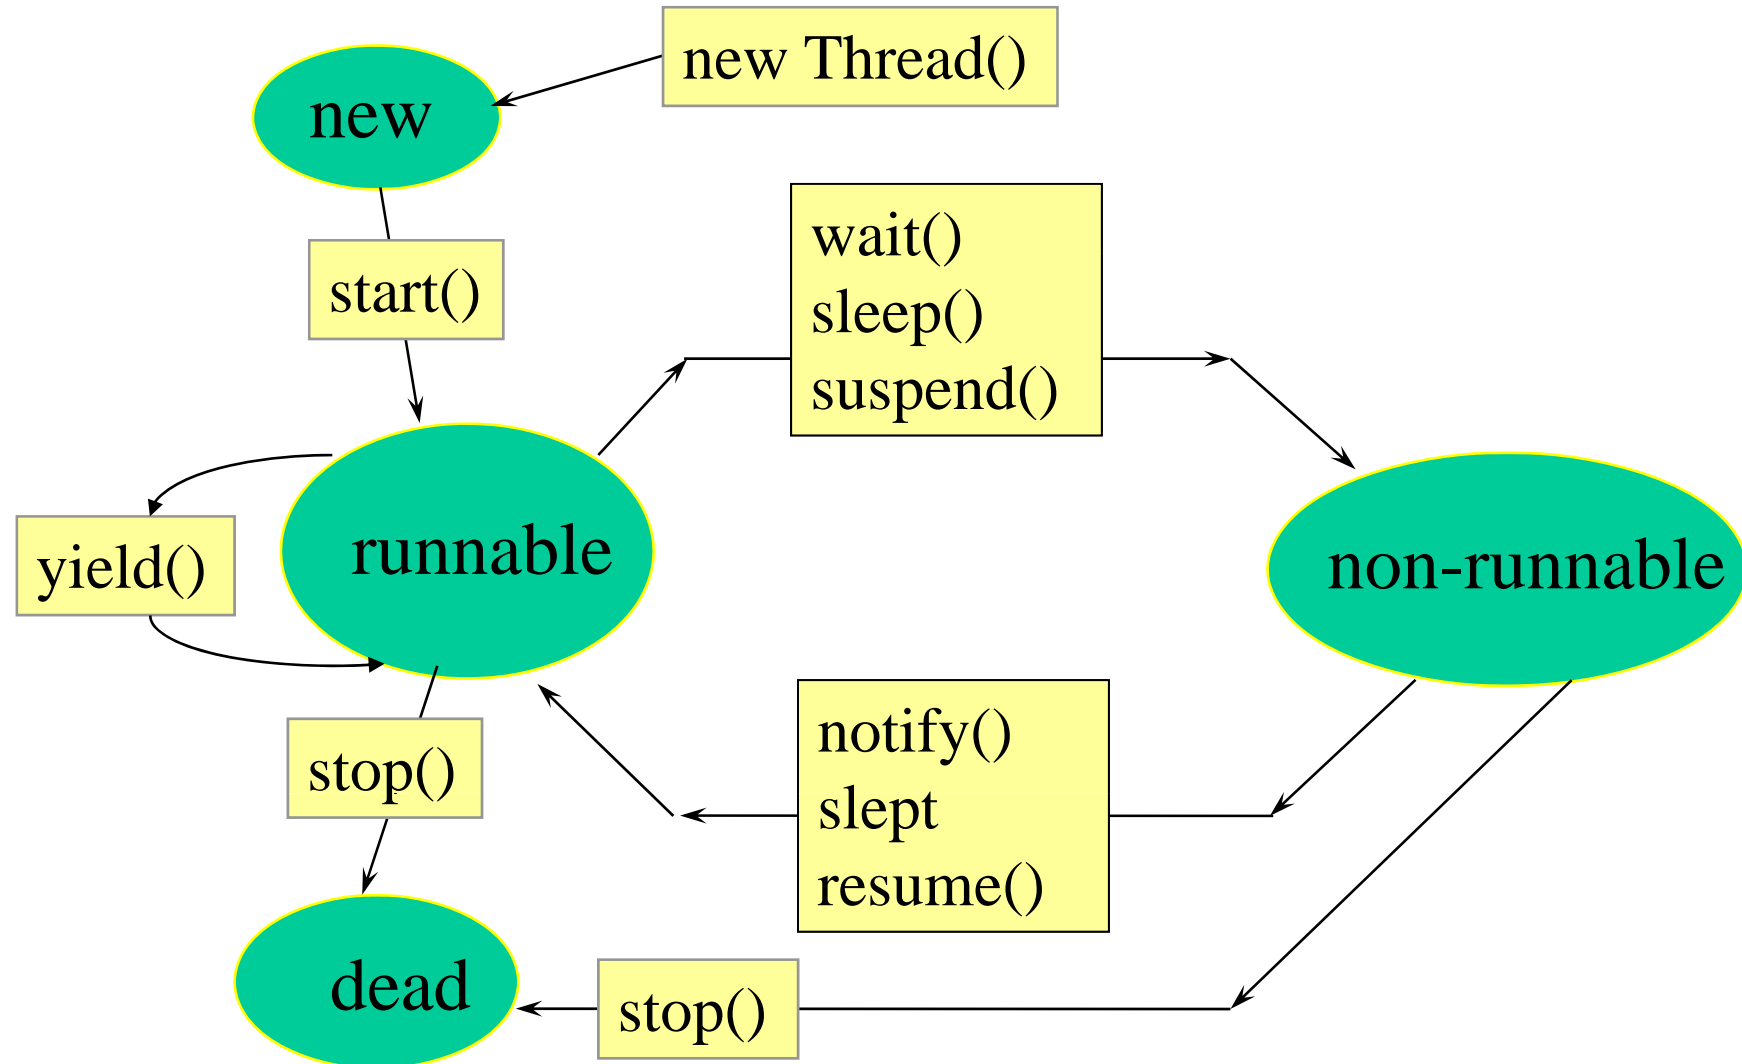 new Thread()
new
wait()
sleep()
suspend()
start()
yield()
runnable
non-runnable
notify()
slept
resume()
stop()
dead
stop()